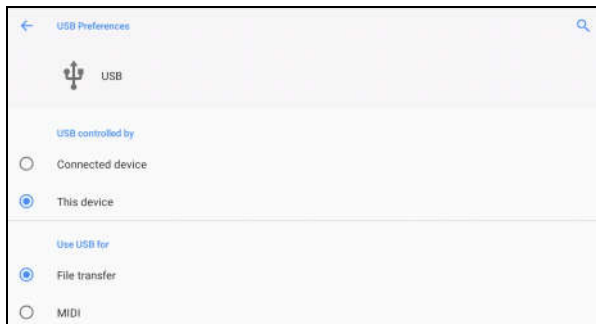 USB Preferences
USB
USB controlled by
Connected device
This device
Use USB for
File transfer
MIDI